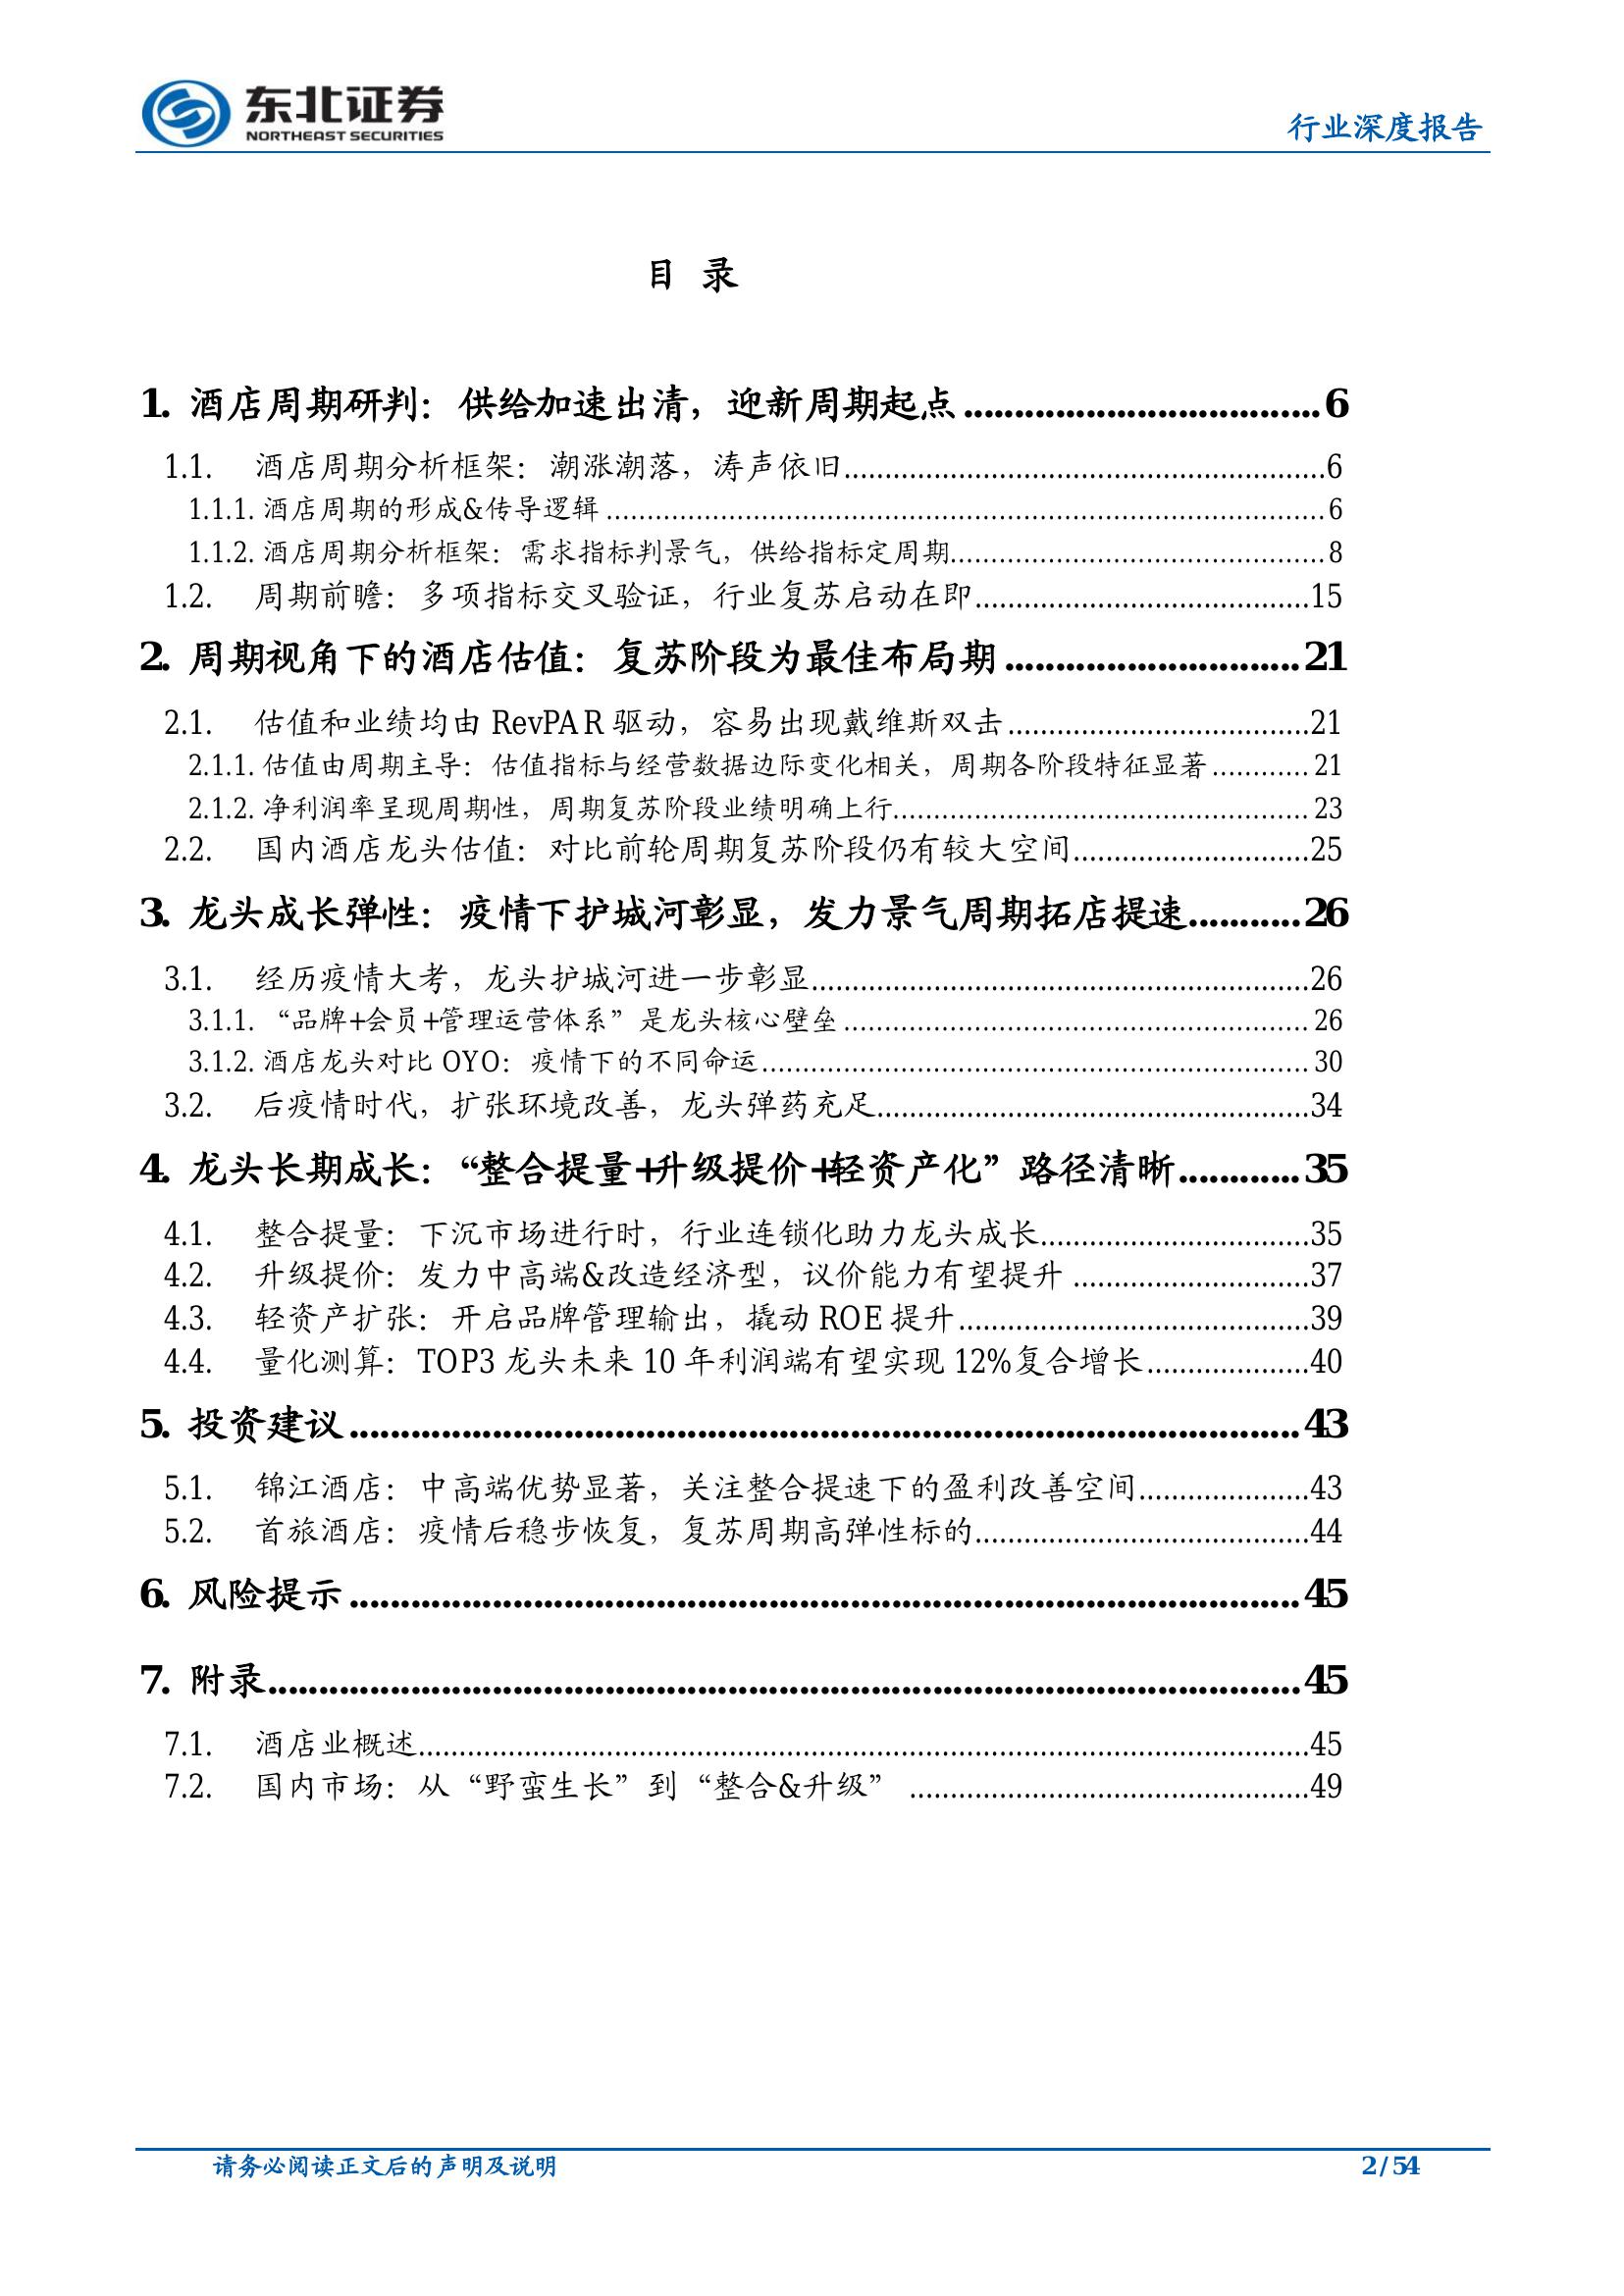 东北证券
NORTHEAST SECURITIES
行业深度报告
目 录
1. 酒店周期研判：供给加速出清，迎新周期起点...................................6
1.1. 酒店周期分析框架：潮涨潮落，涛声依旧...........................................................6
1.1.1. 酒店周期的形成&传导逻辑.........................................................................................6
1.1.2. 酒店周期分析框架：需求指标判景气，供给指标定周期..............................................8
1.2. 周期前瞻：多项指标交叉验证，行业复苏启动在即.........................................15
2. 周期视角下的酒店估值：复苏阶段为最佳布局期.............................21
2.1. 估值和业绩均由 RevPAR 驱动，容易出现戴维斯双击.....................................21
2.1.1. 估值由周期主导：估值指标与经营数据边际变化相关，周期各阶段特征显著............21
2.1.2. 净利润率呈现周期性，周期复苏阶段业绩明确上行...................................................23
2.2. 国内酒店龙头估值：对比前轮周期复苏阶段仍有较大空间.............................25
3. 龙头成长弹性：疫情下护城河彰显，发力景气周期拓店提速...........26
3.1. 经历疫情大考，龙头护城河进一步彰显.............................................................26
3.1.1. “品牌+会员+管理运营体系”是龙头核心壁垒.........................................................26
3.1.2. 酒店龙头对比 OYO：疫情下的不同命运...................................................................30
3.2. 后疫情时代，扩张环境改善，龙头弹药充足.....................................................34
4. 龙头长期成长：“整合提量+升级提价+轻资产化”路径清晰............35
4.1. 整合提量：下沉市场进行时，行业连锁化助力龙头成长.................................35
4.2. 升级提价：发力中高端&改造经济型，议价能力有望提升.............................37
4.3. 轻资产扩张：开启品牌管理输出，撬动 ROE 提升...........................................39
4.4. 量化测算：TOP3 龙头未来 10 年利润端有望实现 12%复合增长....................40
5. 投资建议.............................................................................................43
5.1. 锦江酒店：中高端优势显著，关注整合提速下的盈利改善空间.....................43
5.2. 首旅酒店：疫情后稳步恢复，复苏周期高弹性标的.........................................44
6. 风险提示.............................................................................................45
7. 附录.....................................................................................................45
7.1. 酒店业概述.............................................................................................................45
7.2. 国内市场：从“野蛮生长”到“整合&升级”.................................................49
请务必阅读正文后的声明及说明
2 / 54